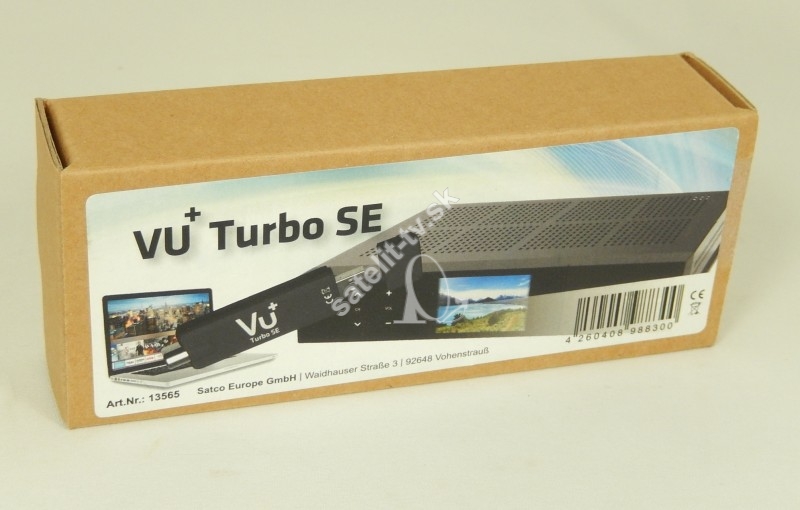 VU+ Turbo SE
satelit-tv.sk
Vu+
Turbo SE
CE
CE
4 260408 988300
Satco Europe GmbH | Waidhauser Straße 3 | 92648 Vohenstrauß
Art.Nr.: 13565